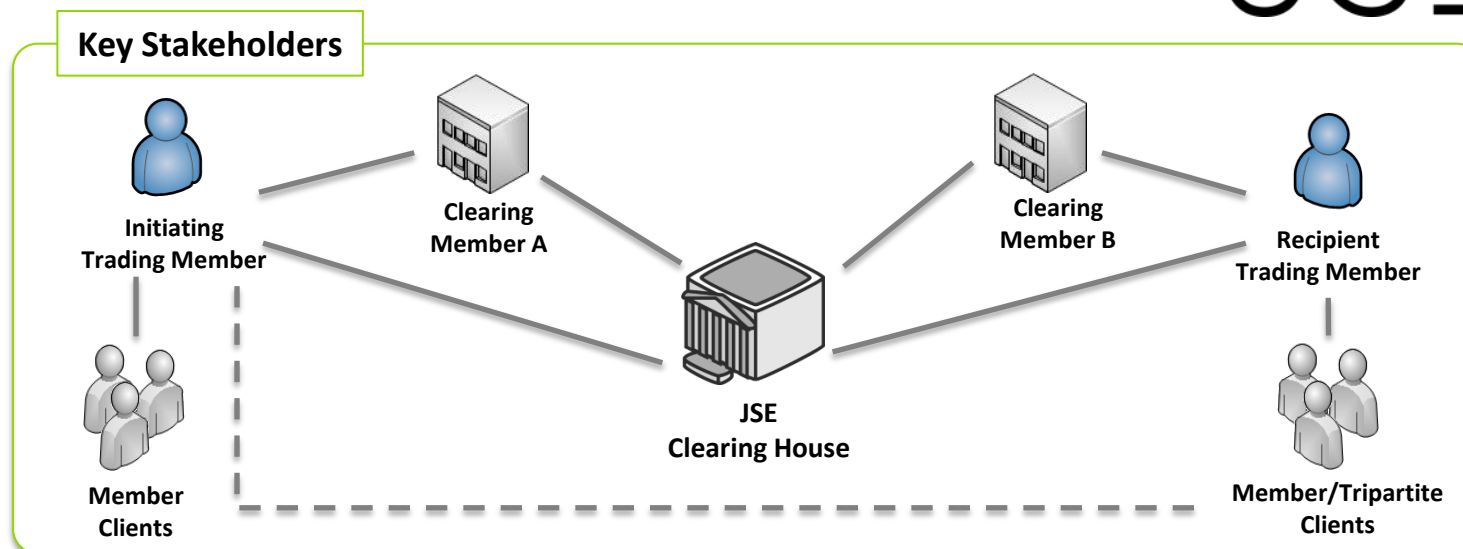 Key Stakeholders
Initiating
Trading Member
Clearing
Member A
Clearing
Member B
Recipient
Trading Member
JSE
Clearing House
Member
Clients
Member/Tripartite
Clients